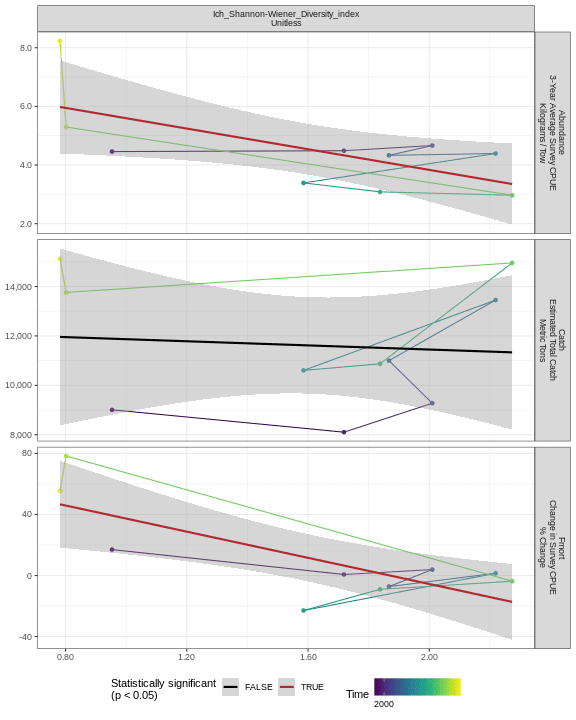 Ich_Shannon-Wiener_Diversity_index
Unitless
8.0
6.0
4.0
2.0
Abundance
3-Year Average Survey CPUE
Kilograms / Tow
14,000
12,000
10,000
8,000
Catch
Estimated Total Catch
Metric Tons
80
40
0
-40
Fmort
Change in Survey CPUE
% Change
0.80
1.20
1.60
2.00
Statistically significant
(p < 0.05)
FALSE
TRUE
Time
2000